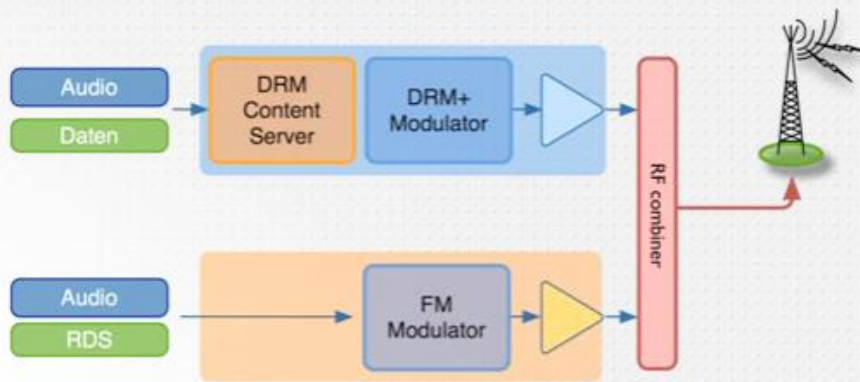 Audio
Daten
DRM
Content
Server
DRM+
Modulator
RF combiner
Audio
RDS
FM
Modulator